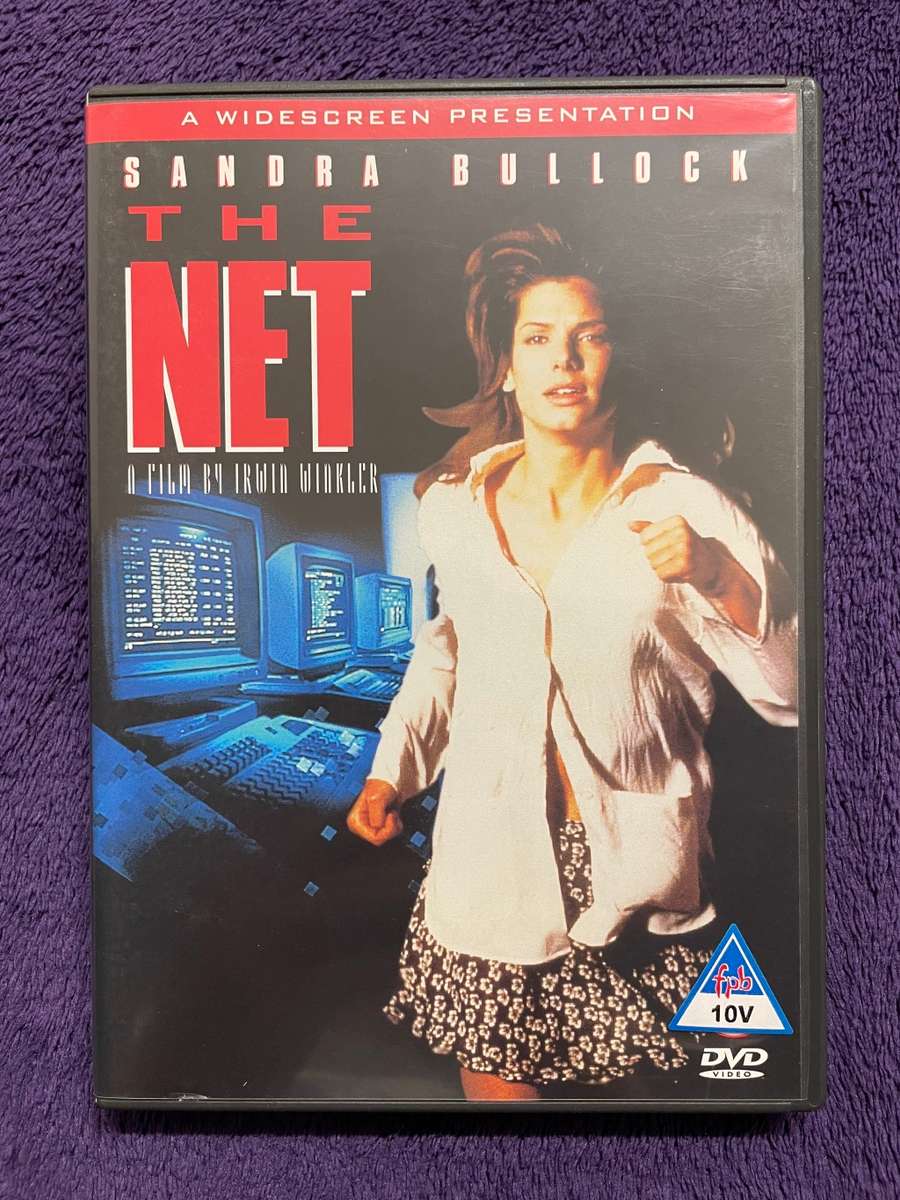 A WIDESCREEN PRESENTATION
SANDRA BULLOCK
THE
NET
A FILM BY IRWIN WINKLER
fpb
10V
DVD
VIDEO